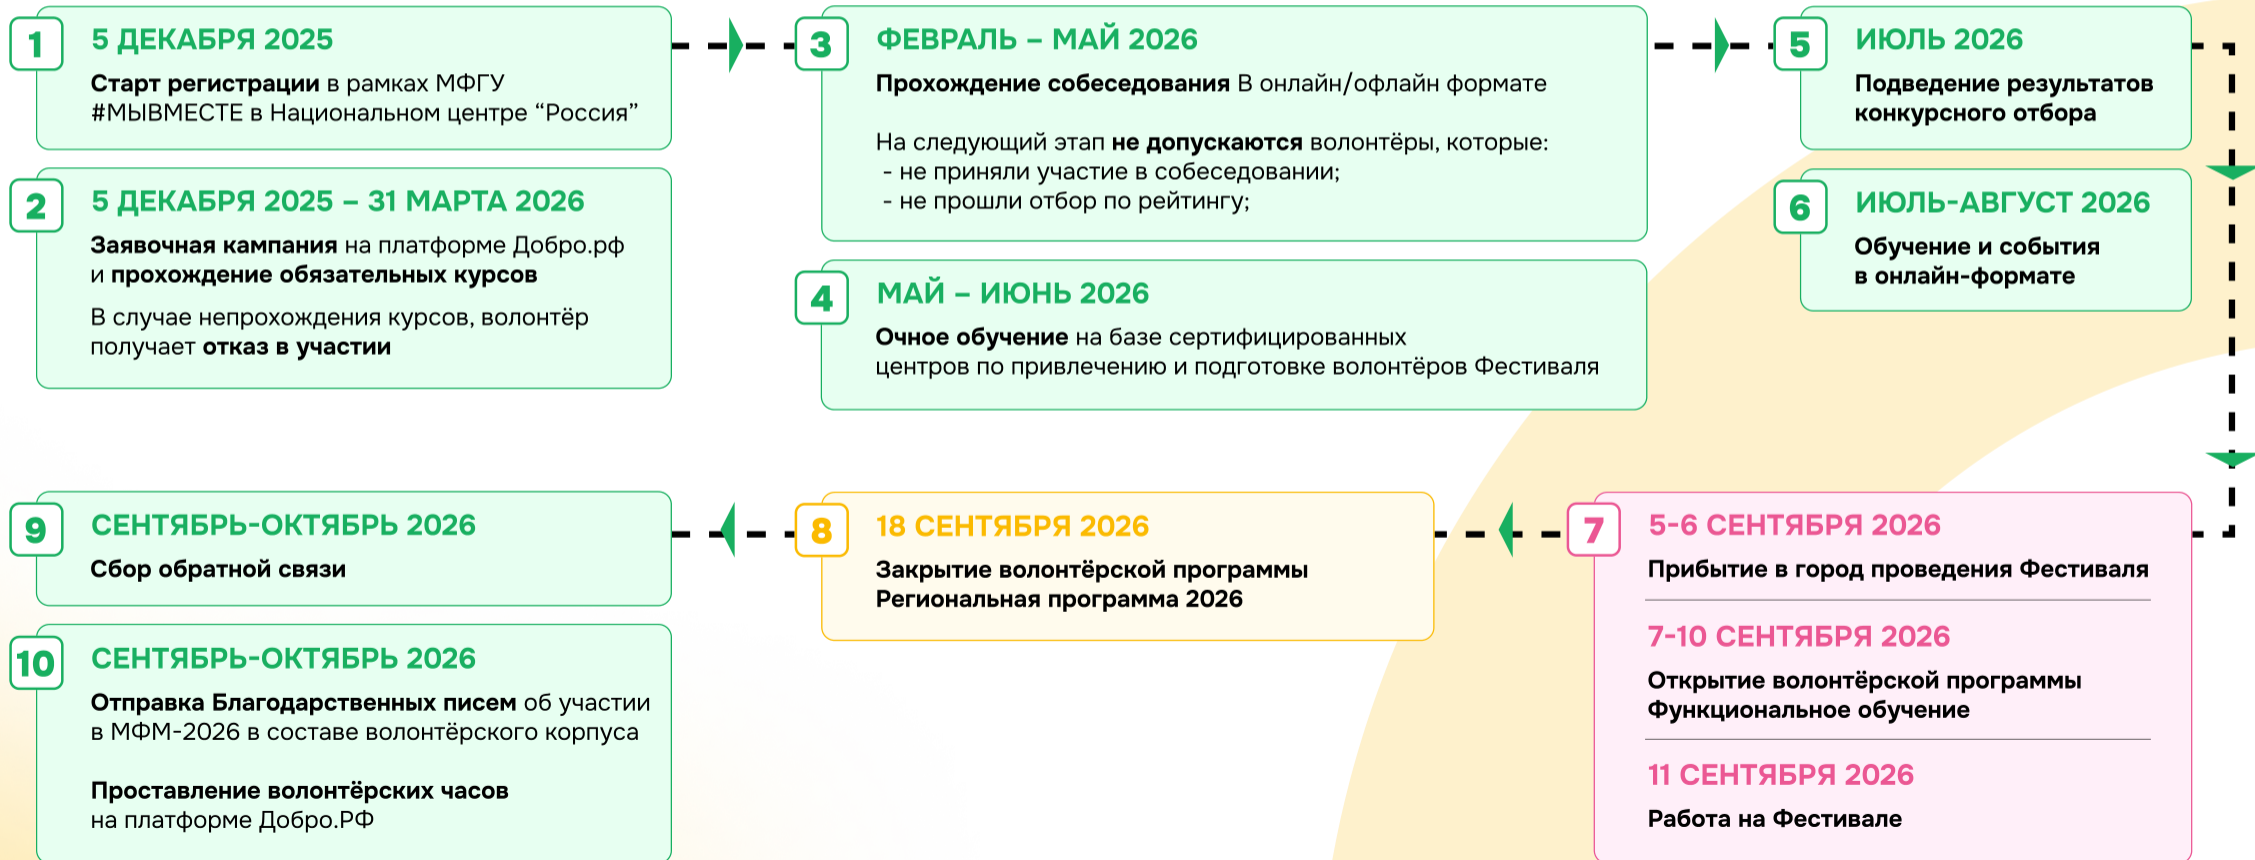 1
5 ДЕКАБРЯ 2025
Старт регистрации в рамках МФГУ
#МЫВМЕСТЕ в Национальном центре “Россия”
2
5 ДЕКАБРЯ 2025 – 31 МАРТА 2026
Заявочная кампания на платформе Добро.рф
и прохождение обязательных курсов
В случае непрохождения курсов, волонтёр
получает отказ в участии
3
ФЕВРАЛЬ – МАЙ 2026
Прохождение собеседования В онлайн/офлайн формате
На следующий этап не допускаются волонтёры, которые:
- не приняли участие в собеседовании;
- не прошли отбор по рейтингу;
4
МАЙ – ИЮНЬ 2026
Очное обучение на базе сертифицированных
центров по привлечению и подготовке волонтёров Фестиваля
5
ИЮЛЬ 2026
Подведение результатов
конкурсного отбора
6
ИЮЛЬ-АВГУСТ 2026
Обучение и события
в онлайн-формате
7
5-6 СЕНТЯБРЯ 2026
Прибытие в город проведения Фестиваля
7-10 СЕНТЯБРЯ 2026
Открытие волонтёрской программы
Функциональное обучение
11 СЕНТЯБРЯ 2026
Работа на Фестивале
8
18 СЕНТЯБРЯ 2026
Закрытие волонтёрской программы
Региональная программа 2026
9
СЕНТЯБРЬ-ОКТЯБРЬ 2026
Сбор обратной связи
10
СЕНТЯБРЬ-ОКТЯБРЬ 2026
Отправка Благодарственных писем об участии
в МФМ-2026 в составе волонтёрского корпуса
Проставление волонтёрских часов
на платформе Добро.РФ